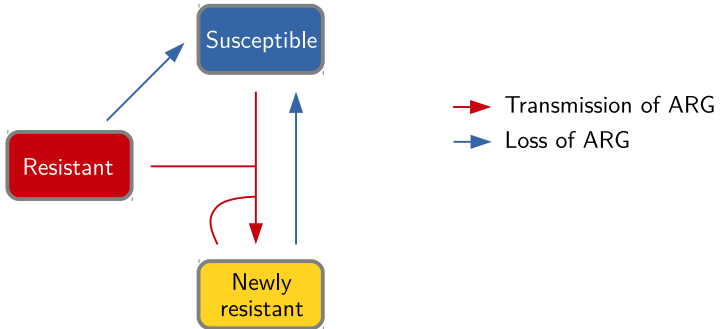 Susceptible
Transmission of ARG
Loss of ARG
Resistant
Newly
resistant